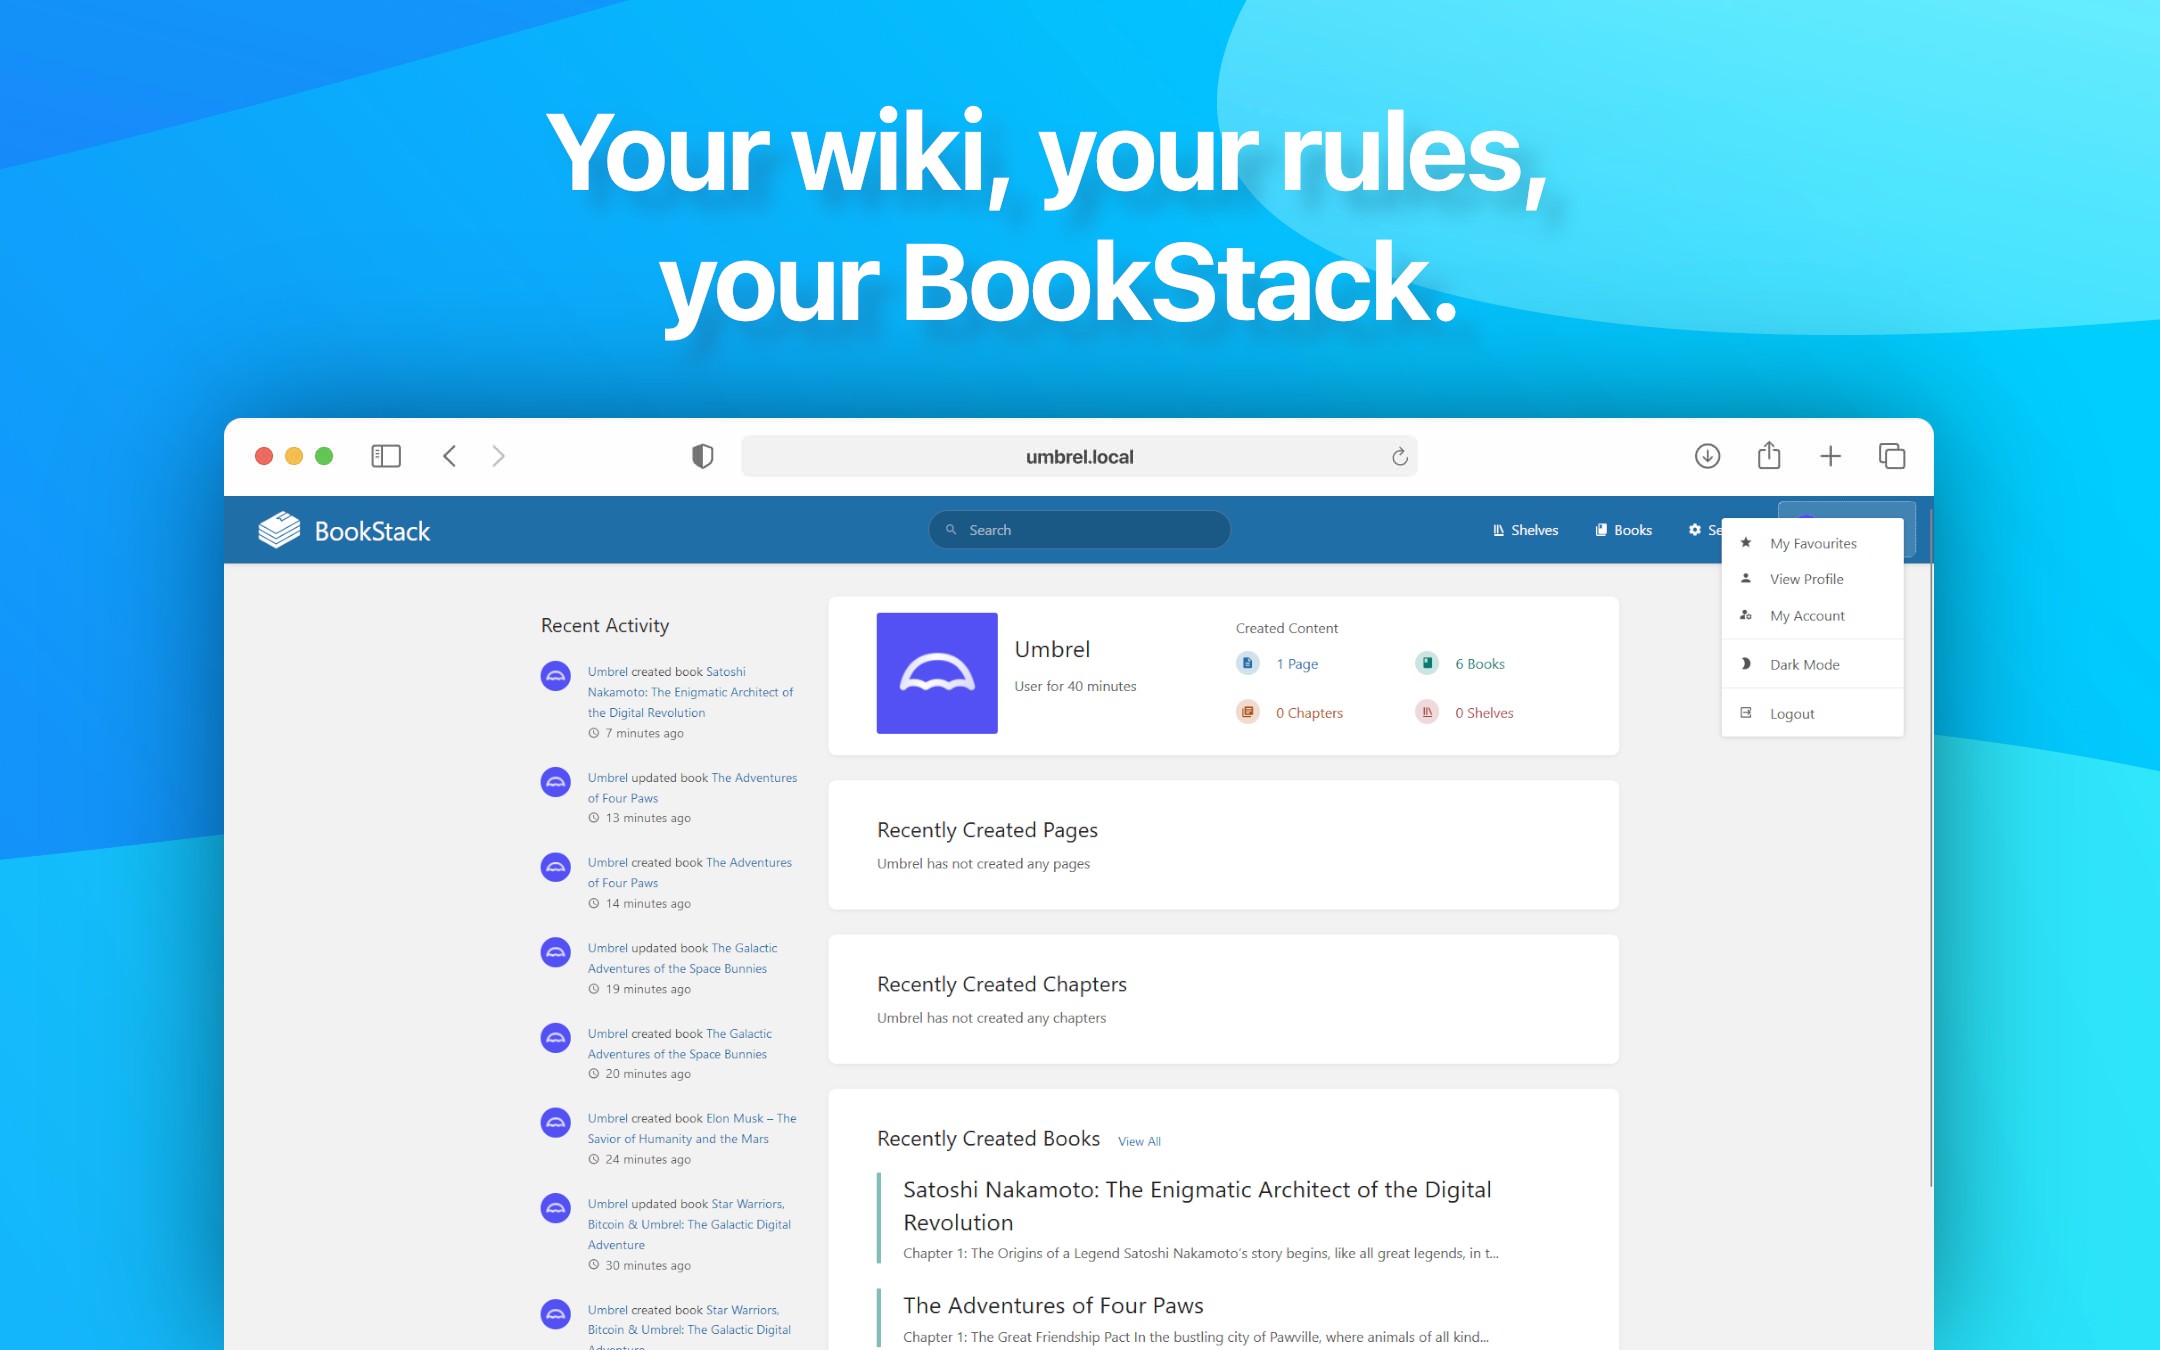 Your wiki, your rules,
your BookStack.
umbrel.local
BookStack
Search
Shelves
Books
Se
My Favourites
View Profile
My Account
Dark Mode
Logout
Recent Activity
Umbrel created book Satoshi
Nakamoto: The Enigmatic Architect of
the Digital Revolution
7 minutes ago
Umbrel updated book The Adventures
of Four Paws
13 minutes ago
Umbrel created book The Adventures
of Four Paws
14 minutes ago
Umbrel updated book The Galactic
Adventures of the Space Bunnies
19 minutes ago
Umbrel created book The Galactic
Adventures of the Space Bunnies
20 minutes ago
Umbrel created book Elon Musk – The
Savior of Humanity and the Mars
24 minutes ago
Umbrel updated book Star Warriors,
Bitcoin & Umbrel: The Galactic Digital
Adventure
30 minutes ago
Umbrel created book Star Warriors,
Bitcoin & Umbrel: The Galactic Digital
Adventure
Umbrel
User for 40 minutes
Created Content
1 Page
6 Books
0 Chapters
0 Shelves
Recently Created Pages
Umbrel has not created any pages
Recently Created Chapters
Umbrel has not created any chapters
Recently Created Books View All
Satoshi Nakamoto: The Enigmatic Architect of the Digital
Revolution
Chapter 1: The Origins of a Legend Satoshi Nakamoto's story begins, like all great legends, in t...
The Adventures of Four Paws
Chapter 1: The Great Friendship Pact In the bustling city of Pawville, where animals of all kind...